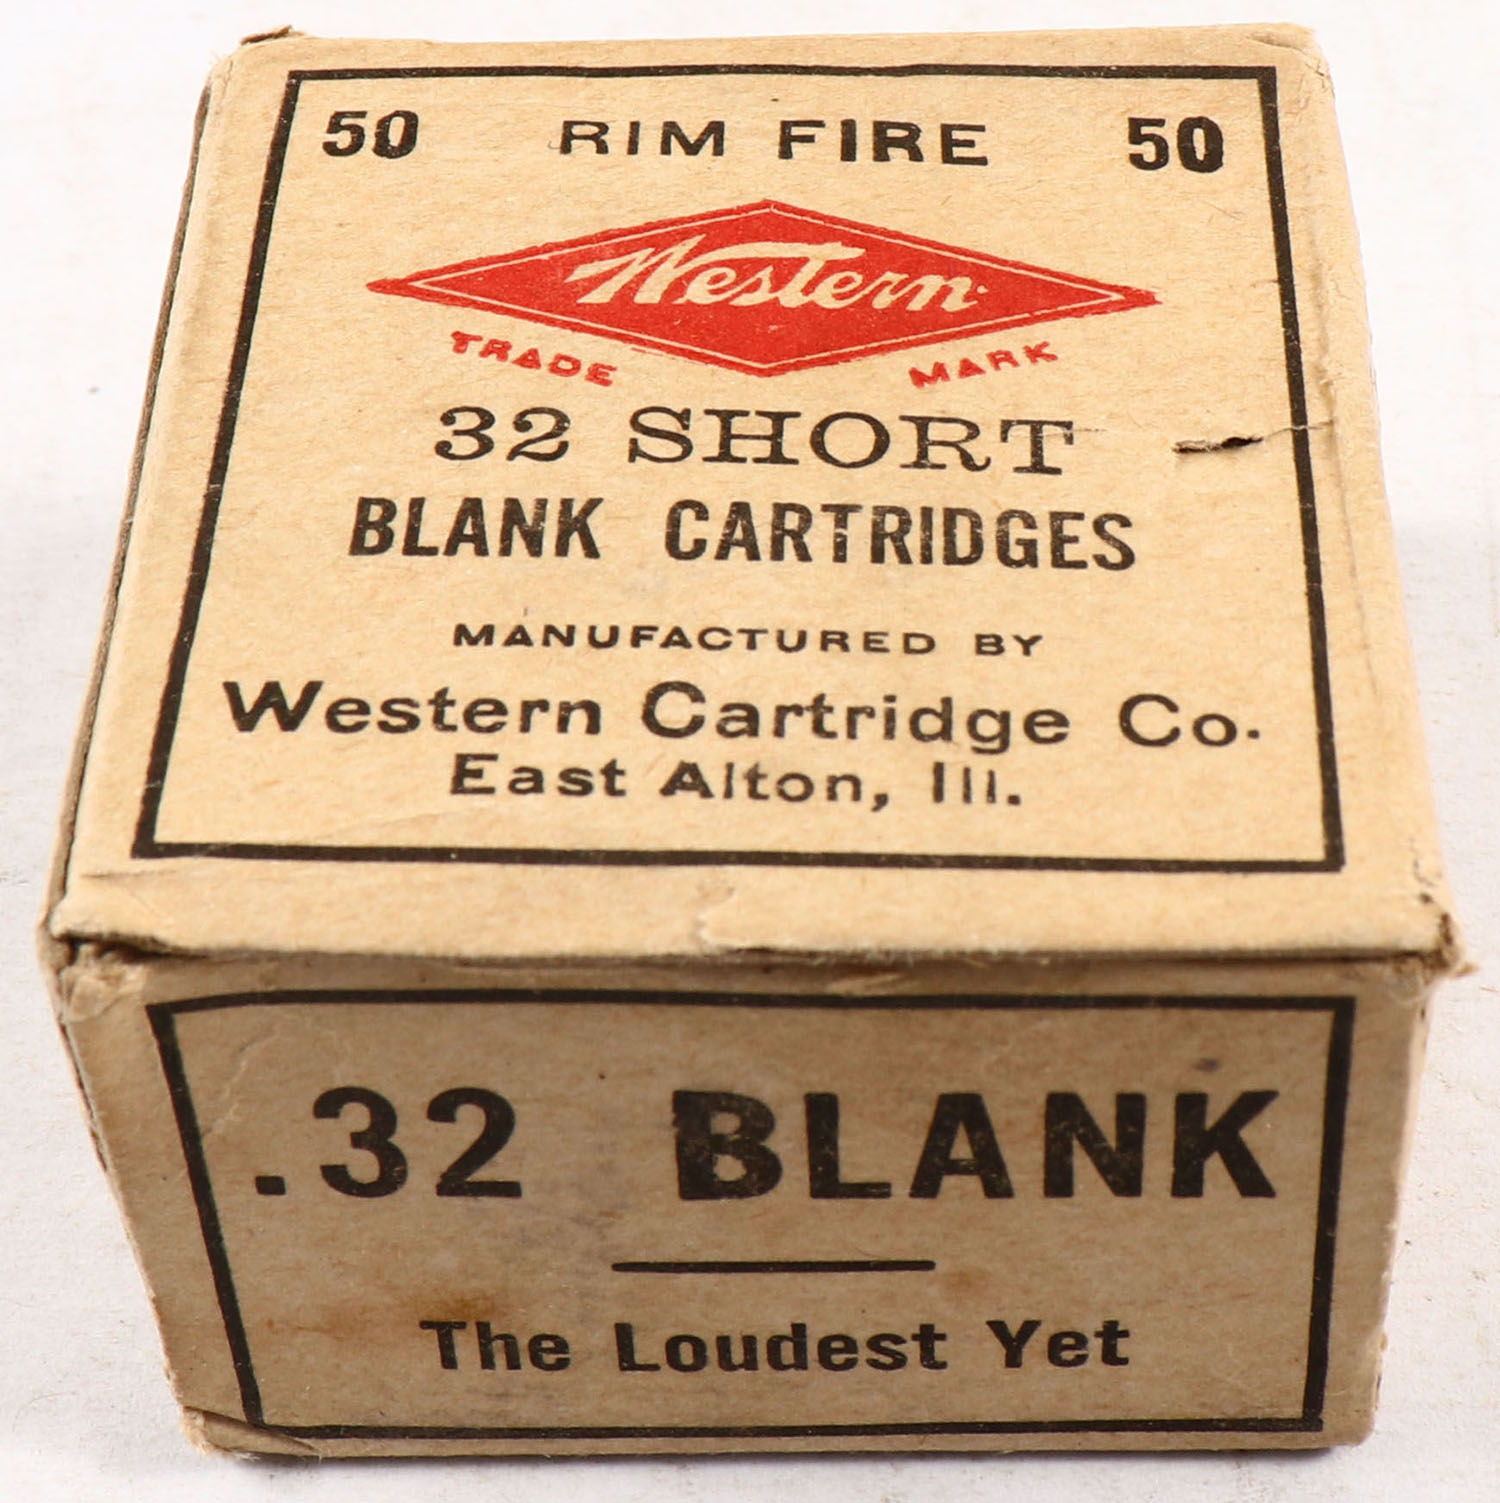 50 RIM FIRE 50
Western
TRADE MARK
32 SHORT
BLANK CARTRIDGES
MANUFACTURED BY
Western Cartridge Co.
East Alton, Ill.
.32 BLANK
The Loudest Yet